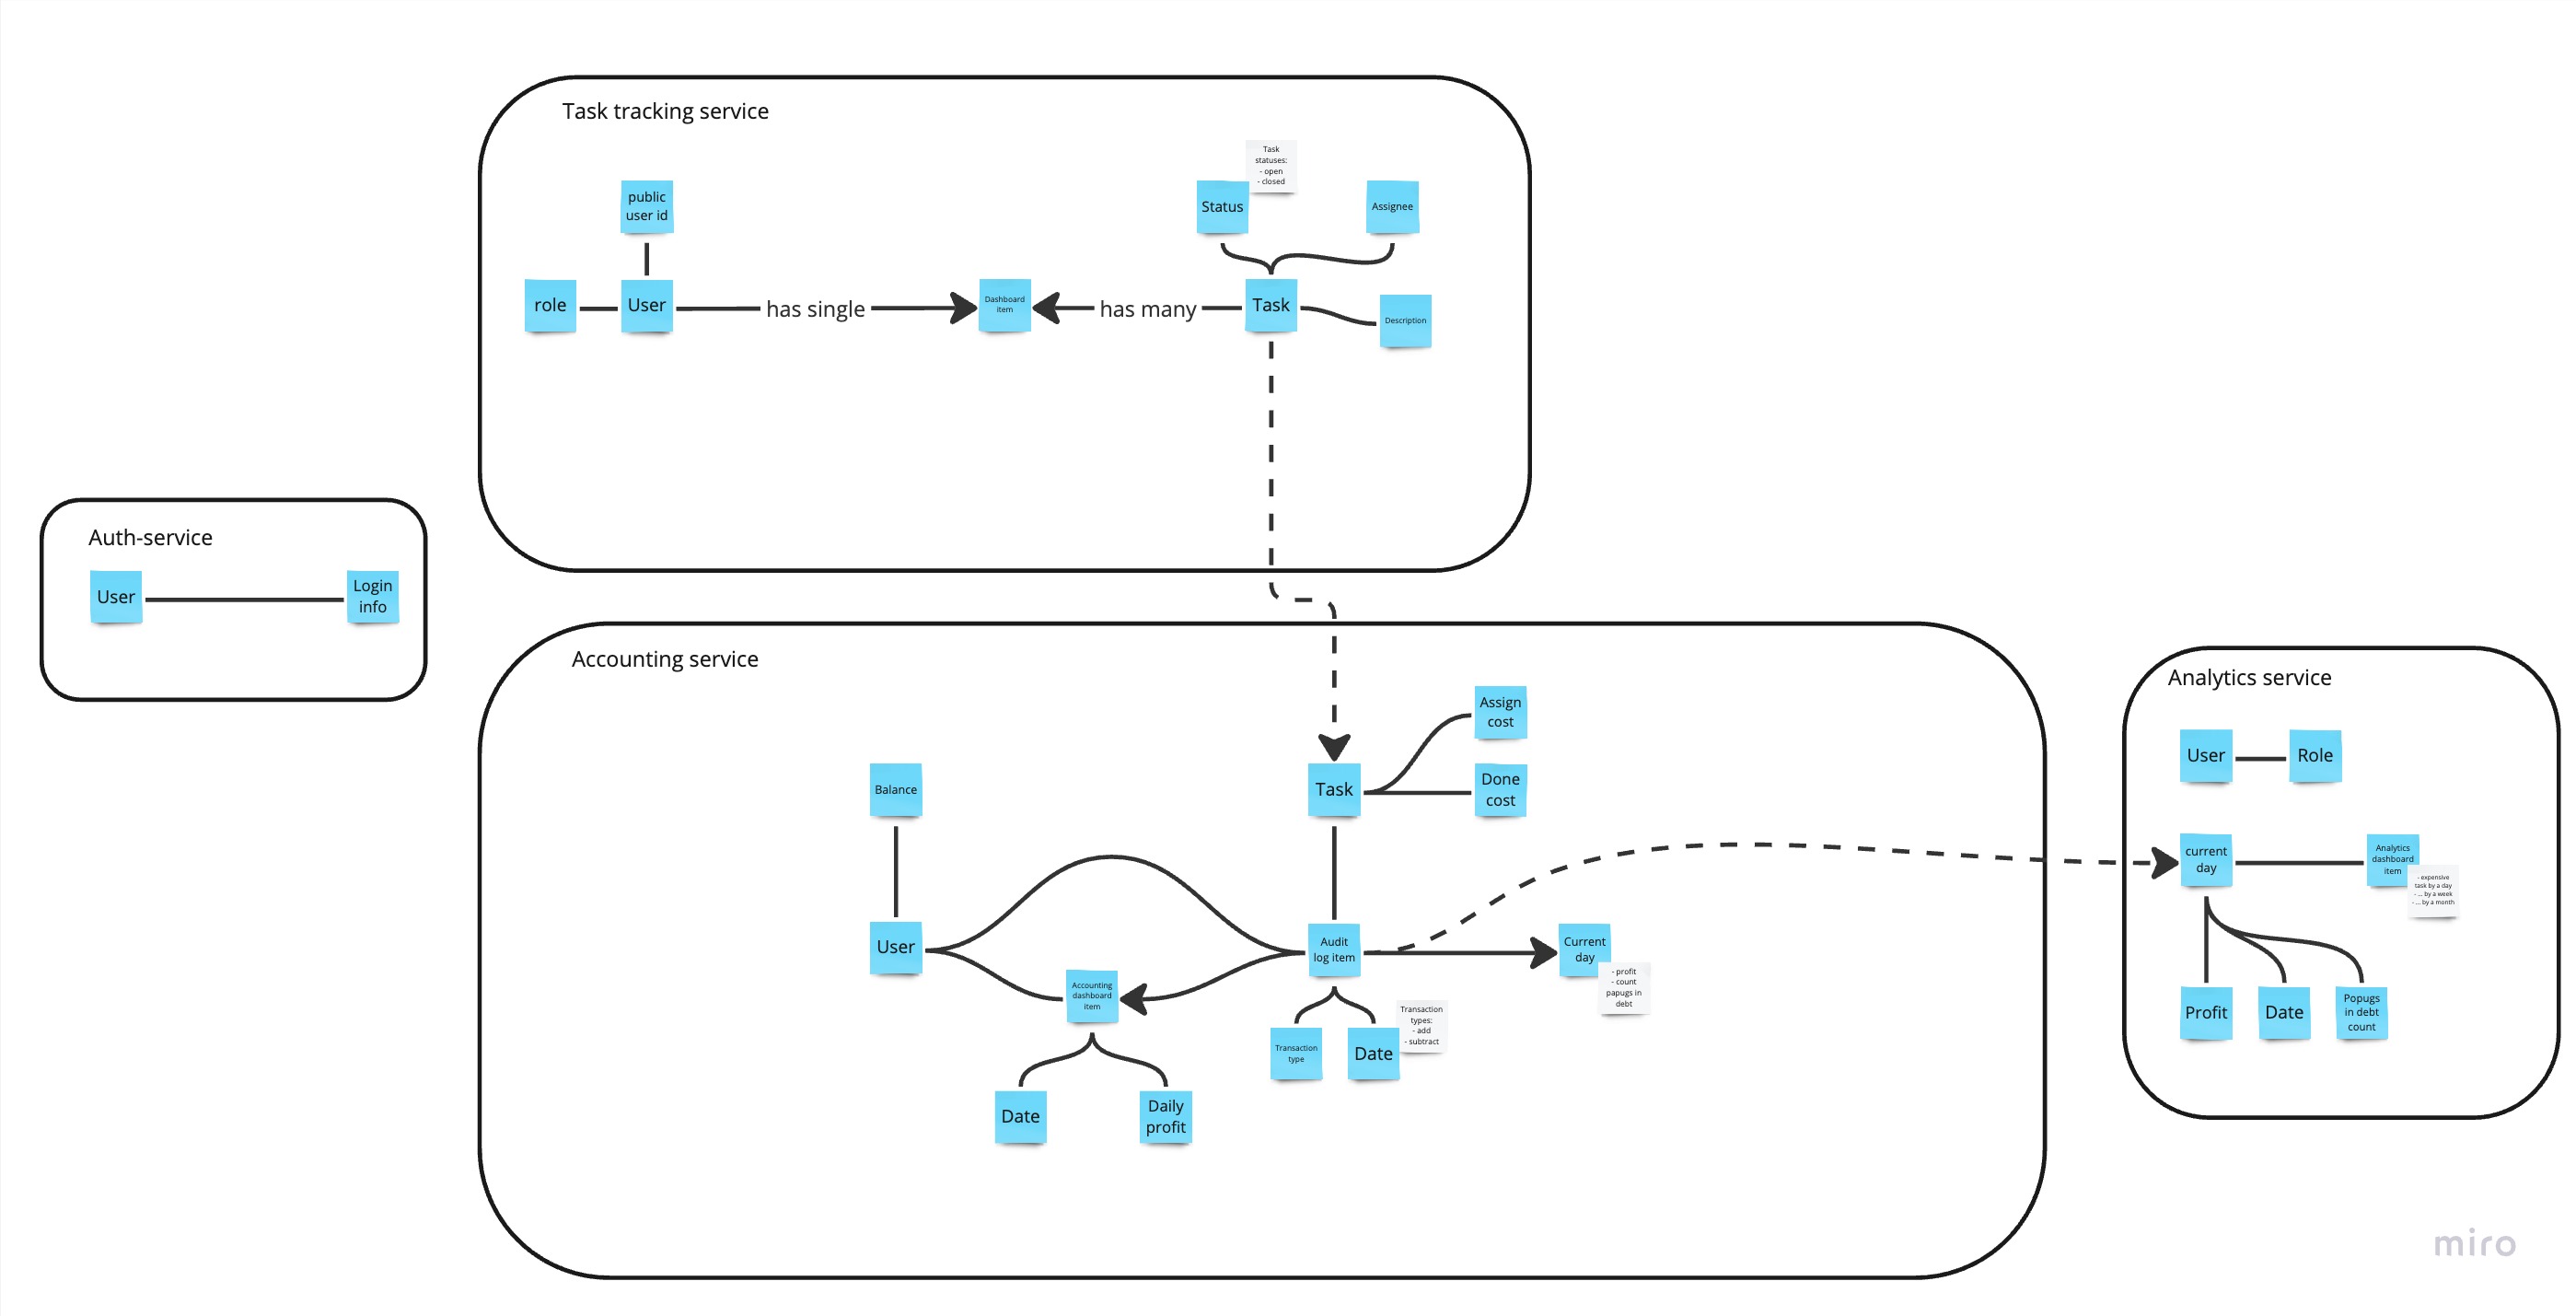 Task tracking service
Task
statuses:
- open
- closed
public
user id
Status
Assignee
role
User
has single
Dashboard
item
has many
Task
Description
Auth-service
User
Login
info
Accounting service
Assign
cost
Balance
Task
Done
cost
User
Audit
log item
Current
day
- profit
- count
papugs in
debt
Accounting
dashboard
item
Transaction
types:
- add
- subtract
Transaction
type
Date
Date
Daily
profit
Analytics service
User
Role
current
day
Analytics
dashboard
item
- expensive
task by a day
- ... by a week
- ... by a month
Profit
Date
Popugs
in debt
count
miro